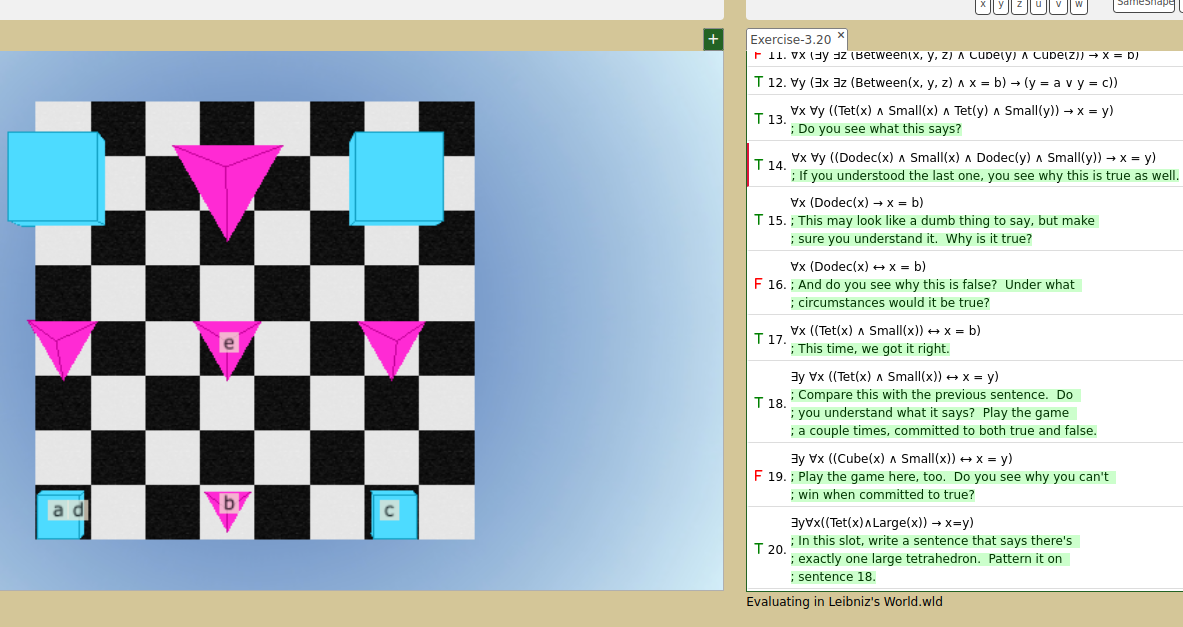 x y z u v w SameShape
+
Exercise-3.20 ×
F 11. ∀x (∃y ∃z (Between(x, y, z) ∧ Cube(y) ∧ Cube(z)) → x = b)
T 12. ∀y (∃x ∃z (Between(x, y, z) ∧ x = b) → (y = a ∨ y = c))
T 13. ∀x ∀y ((Tet(x) ∧ Small(x) ∧ Tet(y) ∧ Small(y)) → x = y)
; Do you see what this says?
T 14. ∀x ∀y ((Dodec(x) ∧ Small(x) ∧ Dodec(y) ∧ Small(y)) → x = y)
; If you understood the last one, you see why this is true as well.
T 15. ∀x (Dodec(x) → x = b)
; This may look like a dumb thing to say, but make
; sure you understand it.  Why is it true?
F 16. ∀x (Dodec(x) ↔ x = b)
; And do you see why this is false?  Under what
; circumstances would it be true?
T 17. ∀x ((Tet(x) ∧ Small(x)) ↔ x = b)
; This time, we got it right.
T 18. ∃y ∀x ((Tet(x) ∧ Small(x)) ↔ x = y)
; Compare this with the previous sentence.  Do
; you understand what it says?  Play the game
; a couple times, committed to both true and false.
F 19. ∃y ∀x ((Cube(x) ∧ Small(x)) ↔ x = y)
; Play the game here, too.  Do you see why you can't
; win when committed to true?
T 20. ∃y∀x((Tet(x)∧Large(x)) → x=y)
; In this slot, write a sentence that says there's
; exactly one large tetrahedron.  Pattern it on
; sentence 18.
e
a d
b
c
Evaluating in Leibniz's World.wld